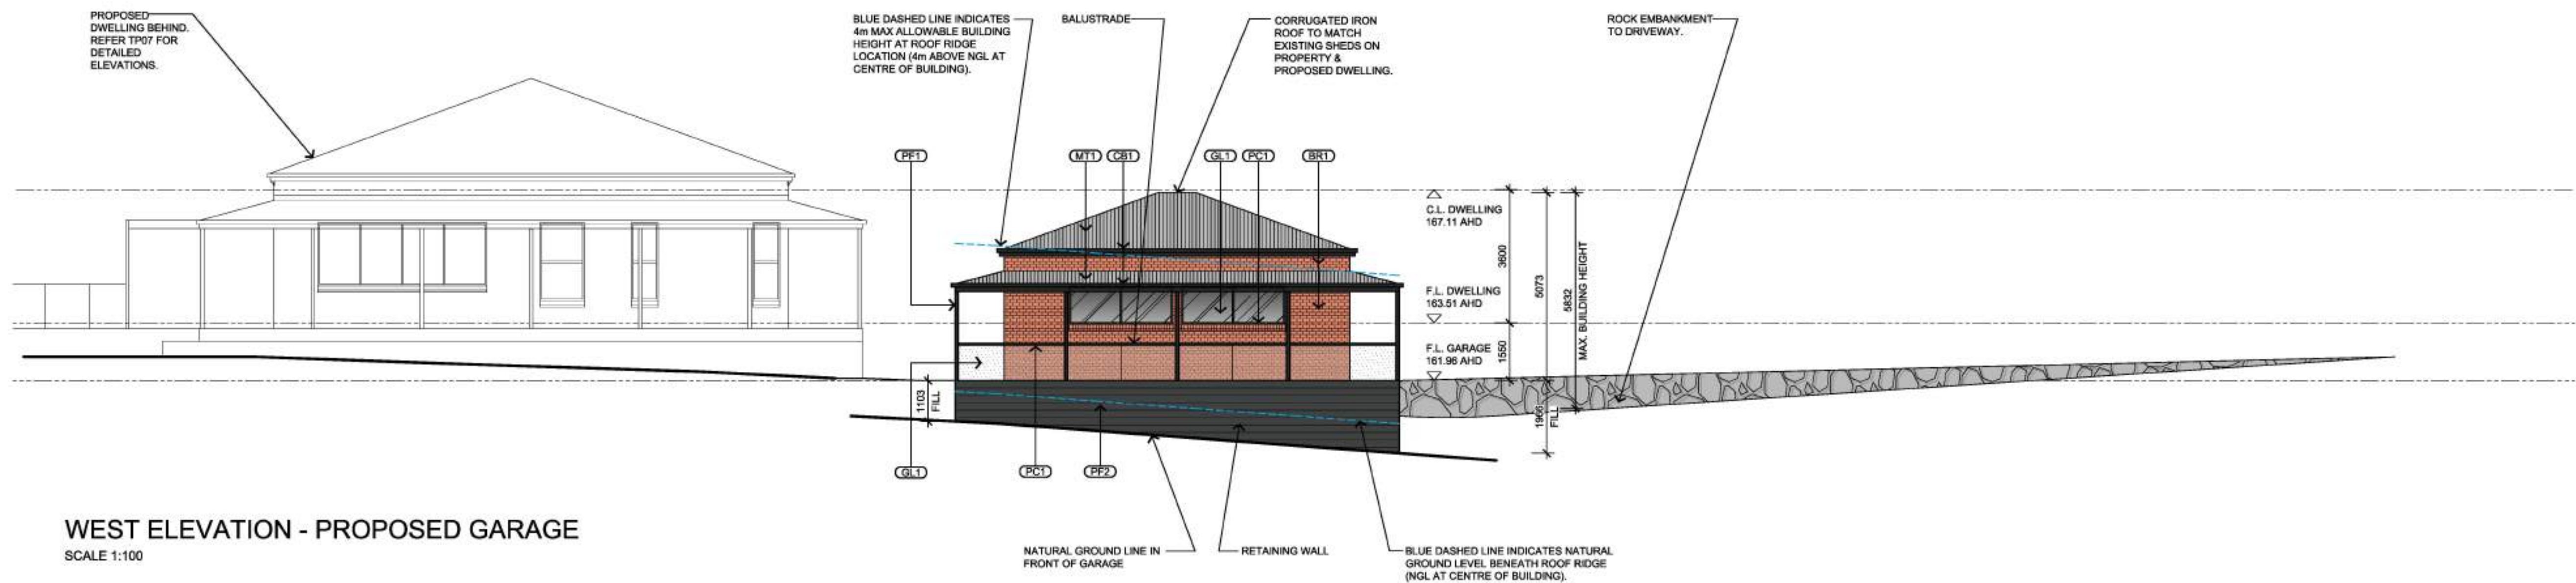 PROPOSED
DWELLING BEHIND.
REFER TP07 FOR
DETAILED
ELEVATIONS.
BLUE DASHED LINE INDICATES
4m MAX ALLOWABLE BUILDING
HEIGHT AT ROOF RIDGE
LOCATION (4m ABOVE NGL AT
CENTRE OF BUILDING).
BALUSTRADE
CORRUGATED IRON
ROOF TO MATCH
EXISTING SHEDS ON
PROPERTY &
PROPOSED DWELLING.
ROCK EMBANKMENT
TO DRIVEWAY.
PF1
MT1
CB1
GL1
PC1
BR1
C.L. DWELLING
167.11 AHD
F.L. DWELLING
163.51 AHD
F.L. GARAGE
161.96 AHD
3600
1550
5073
5832
MAX. BUILDING HEIGHT
1966
FILL
1103
FILL
GL1
PC1
PF2
WEST ELEVATION - PROPOSED GARAGE
SCALE 1:100
NATURAL GROUND LINE IN
FRONT OF GARAGE
RETAINING WALL
BLUE DASHED LINE INDICATES NATURAL
GROUND LEVEL BENEATH ROOF RIDGE
(NGL AT CENTRE OF BUILDING).